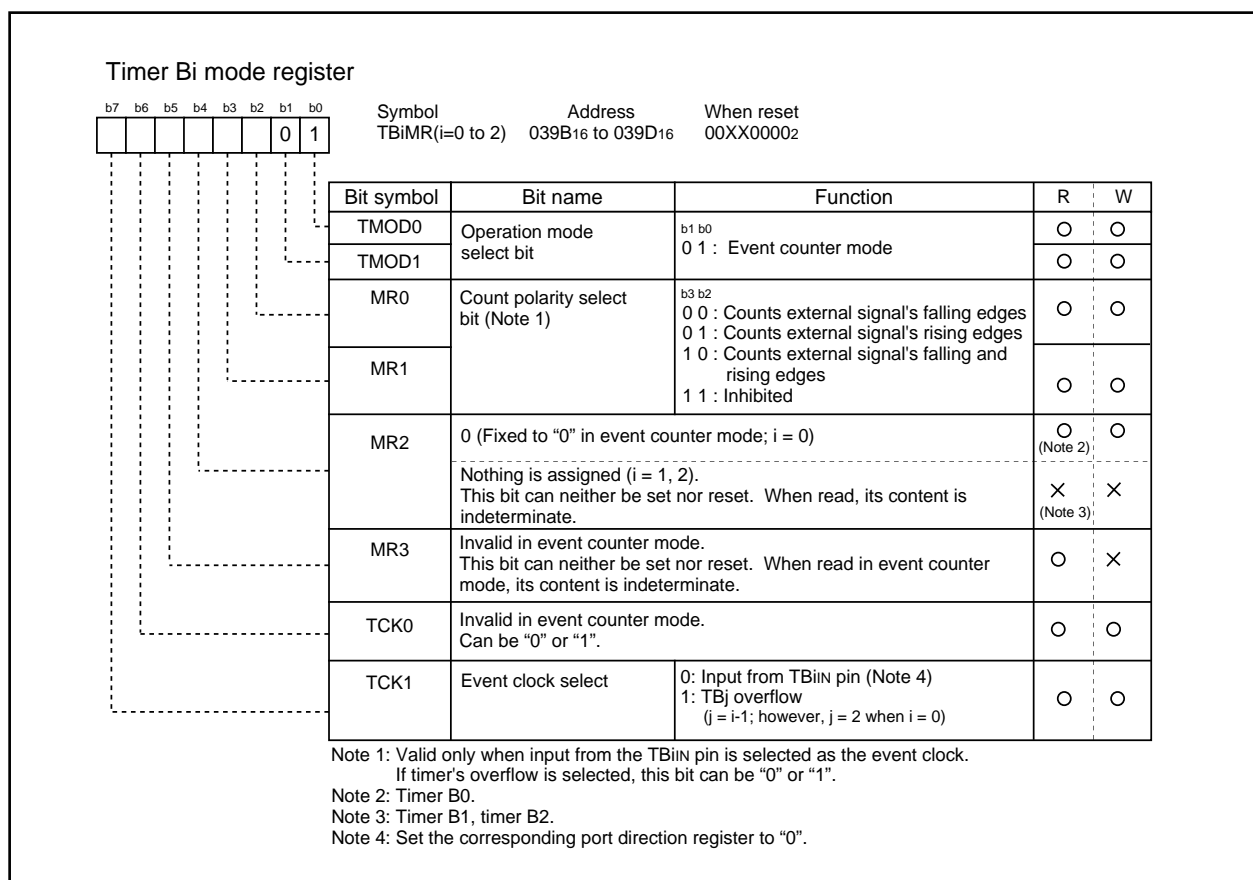 Timer Bi mode register
b7 b6 b5 b4 b3 b2 b1 b0
0 1
Symbol Address When reset
TBiMR(i=0 to 2) 039B16 to 039D16 00XX00002
Bit symbol Bit name Function R W
TMOD0 Operation mode b1 b0
TMOD1 select bit 0 1 : Event counter mode
MR0 Count polarity select b3 b2
bit (Note 1) 0 0 : Counts external signal's falling edges
0 1 : Counts external signal's rising edges
MR1 1 0 : Counts external signal's falling and
rising edges
1 1 : Inhibited
MR2 0 (Fixed to “0” in event counter mode; i = 0)
(Note 2)
Nothing is assigned (i = 1, 2).
This bit can neither be set nor reset. When read, its content is
indeterminate.
(Note 3)
MR3 Invalid in event counter mode.
This bit can neither be set nor reset. When read in event counter
mode, its content is indeterminate.
TCK0 Invalid in event counter mode.
Can be “0” or “1”.
TCK1 Event clock select 0: Input from TBiIN pin (Note 4)
1: TBj overflow
(j = i-1; however, j = 2 when i = 0)
Note 1: Valid only when input from the TBiIN pin is selected as the event clock.
If timer's overflow is selected, this bit can be “0” or “1”.
Note 2: Timer B0.
Note 3: Timer B1, timer B2.
Note 4: Set the corresponding port direction register to “0”.